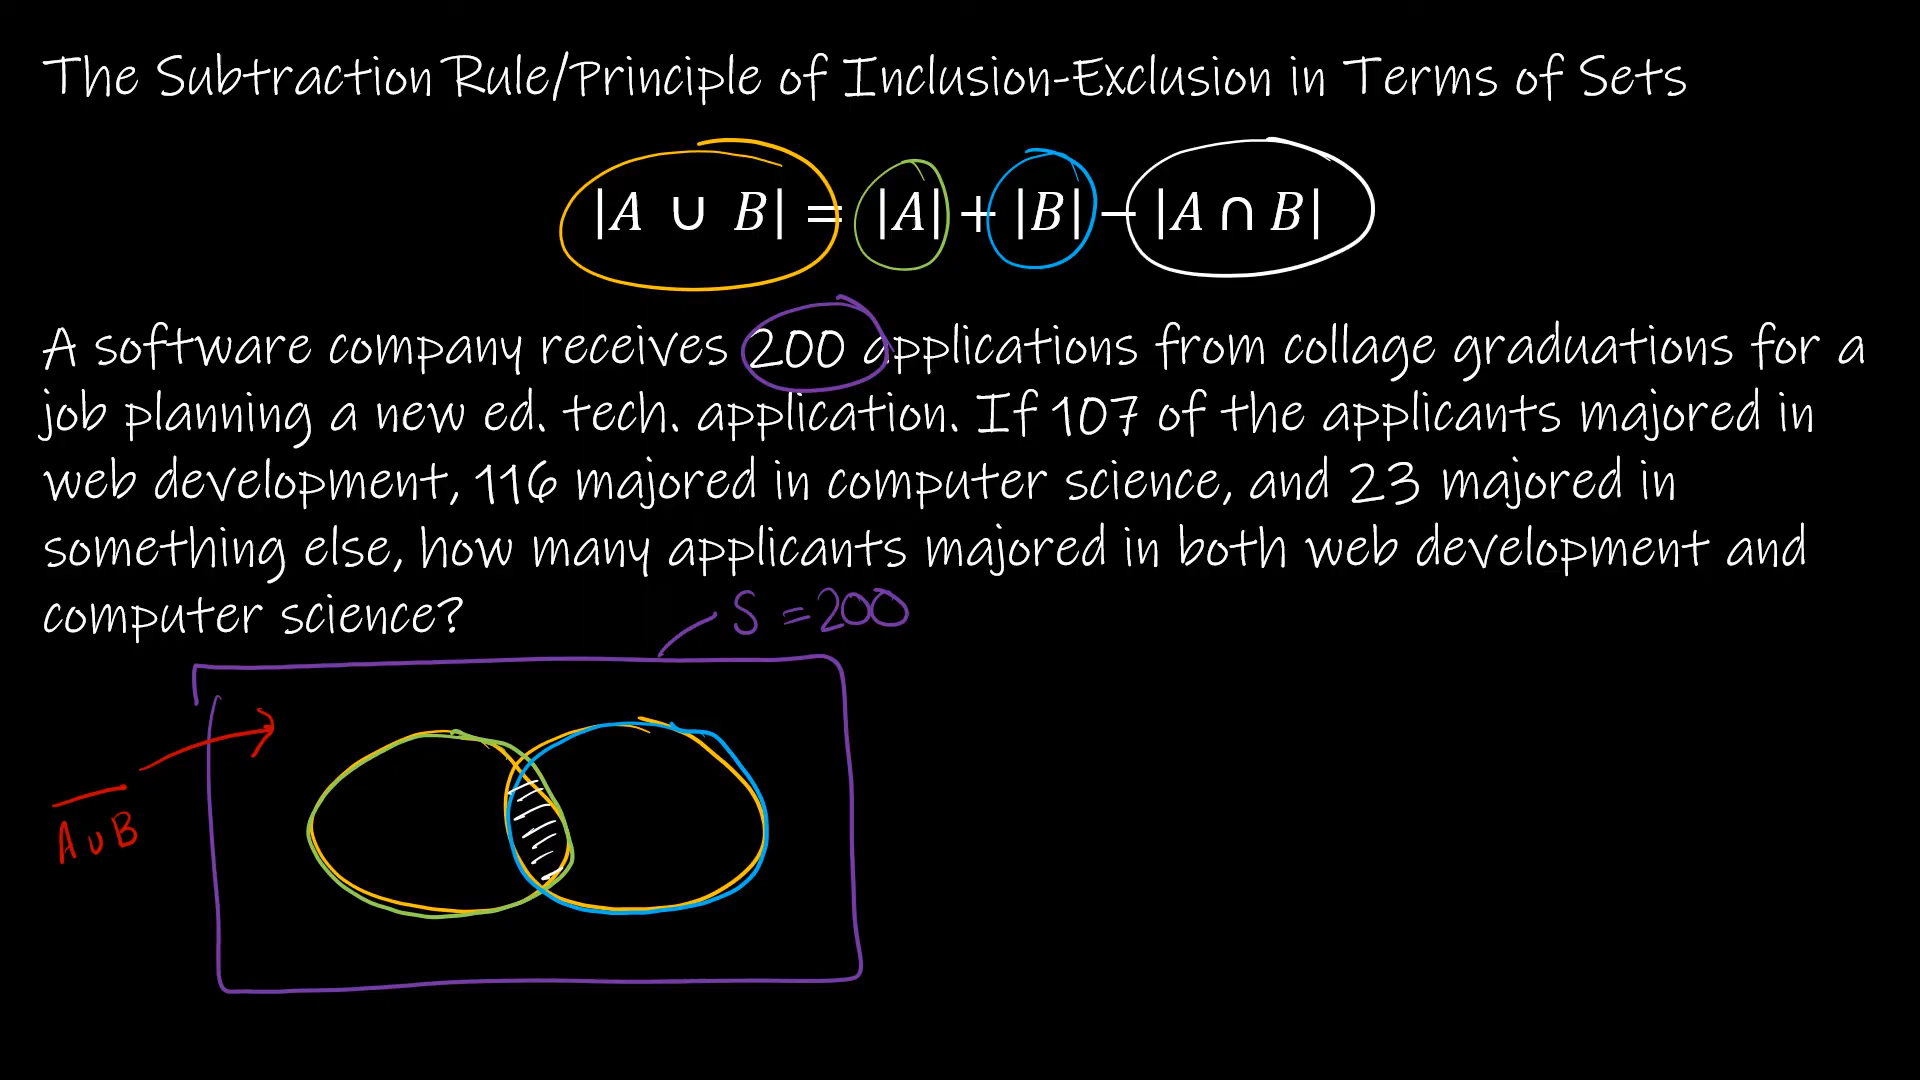 The Subtraction Rule/Principle of Inclusion-Exclusion in Terms of Sets
|A ∪ B| = |A| + |B| − |A ∩ B|
A software company receives 200 applications from collage graduations for a
job planning a new ed. tech. application. If 107 of the applicants majored in
web development, 116 majored in computer science, and 23 majored in
something else, how many applicants majored in both web development and
computer science?
S = 200
A̅ ̅∪̅ ̅B̅